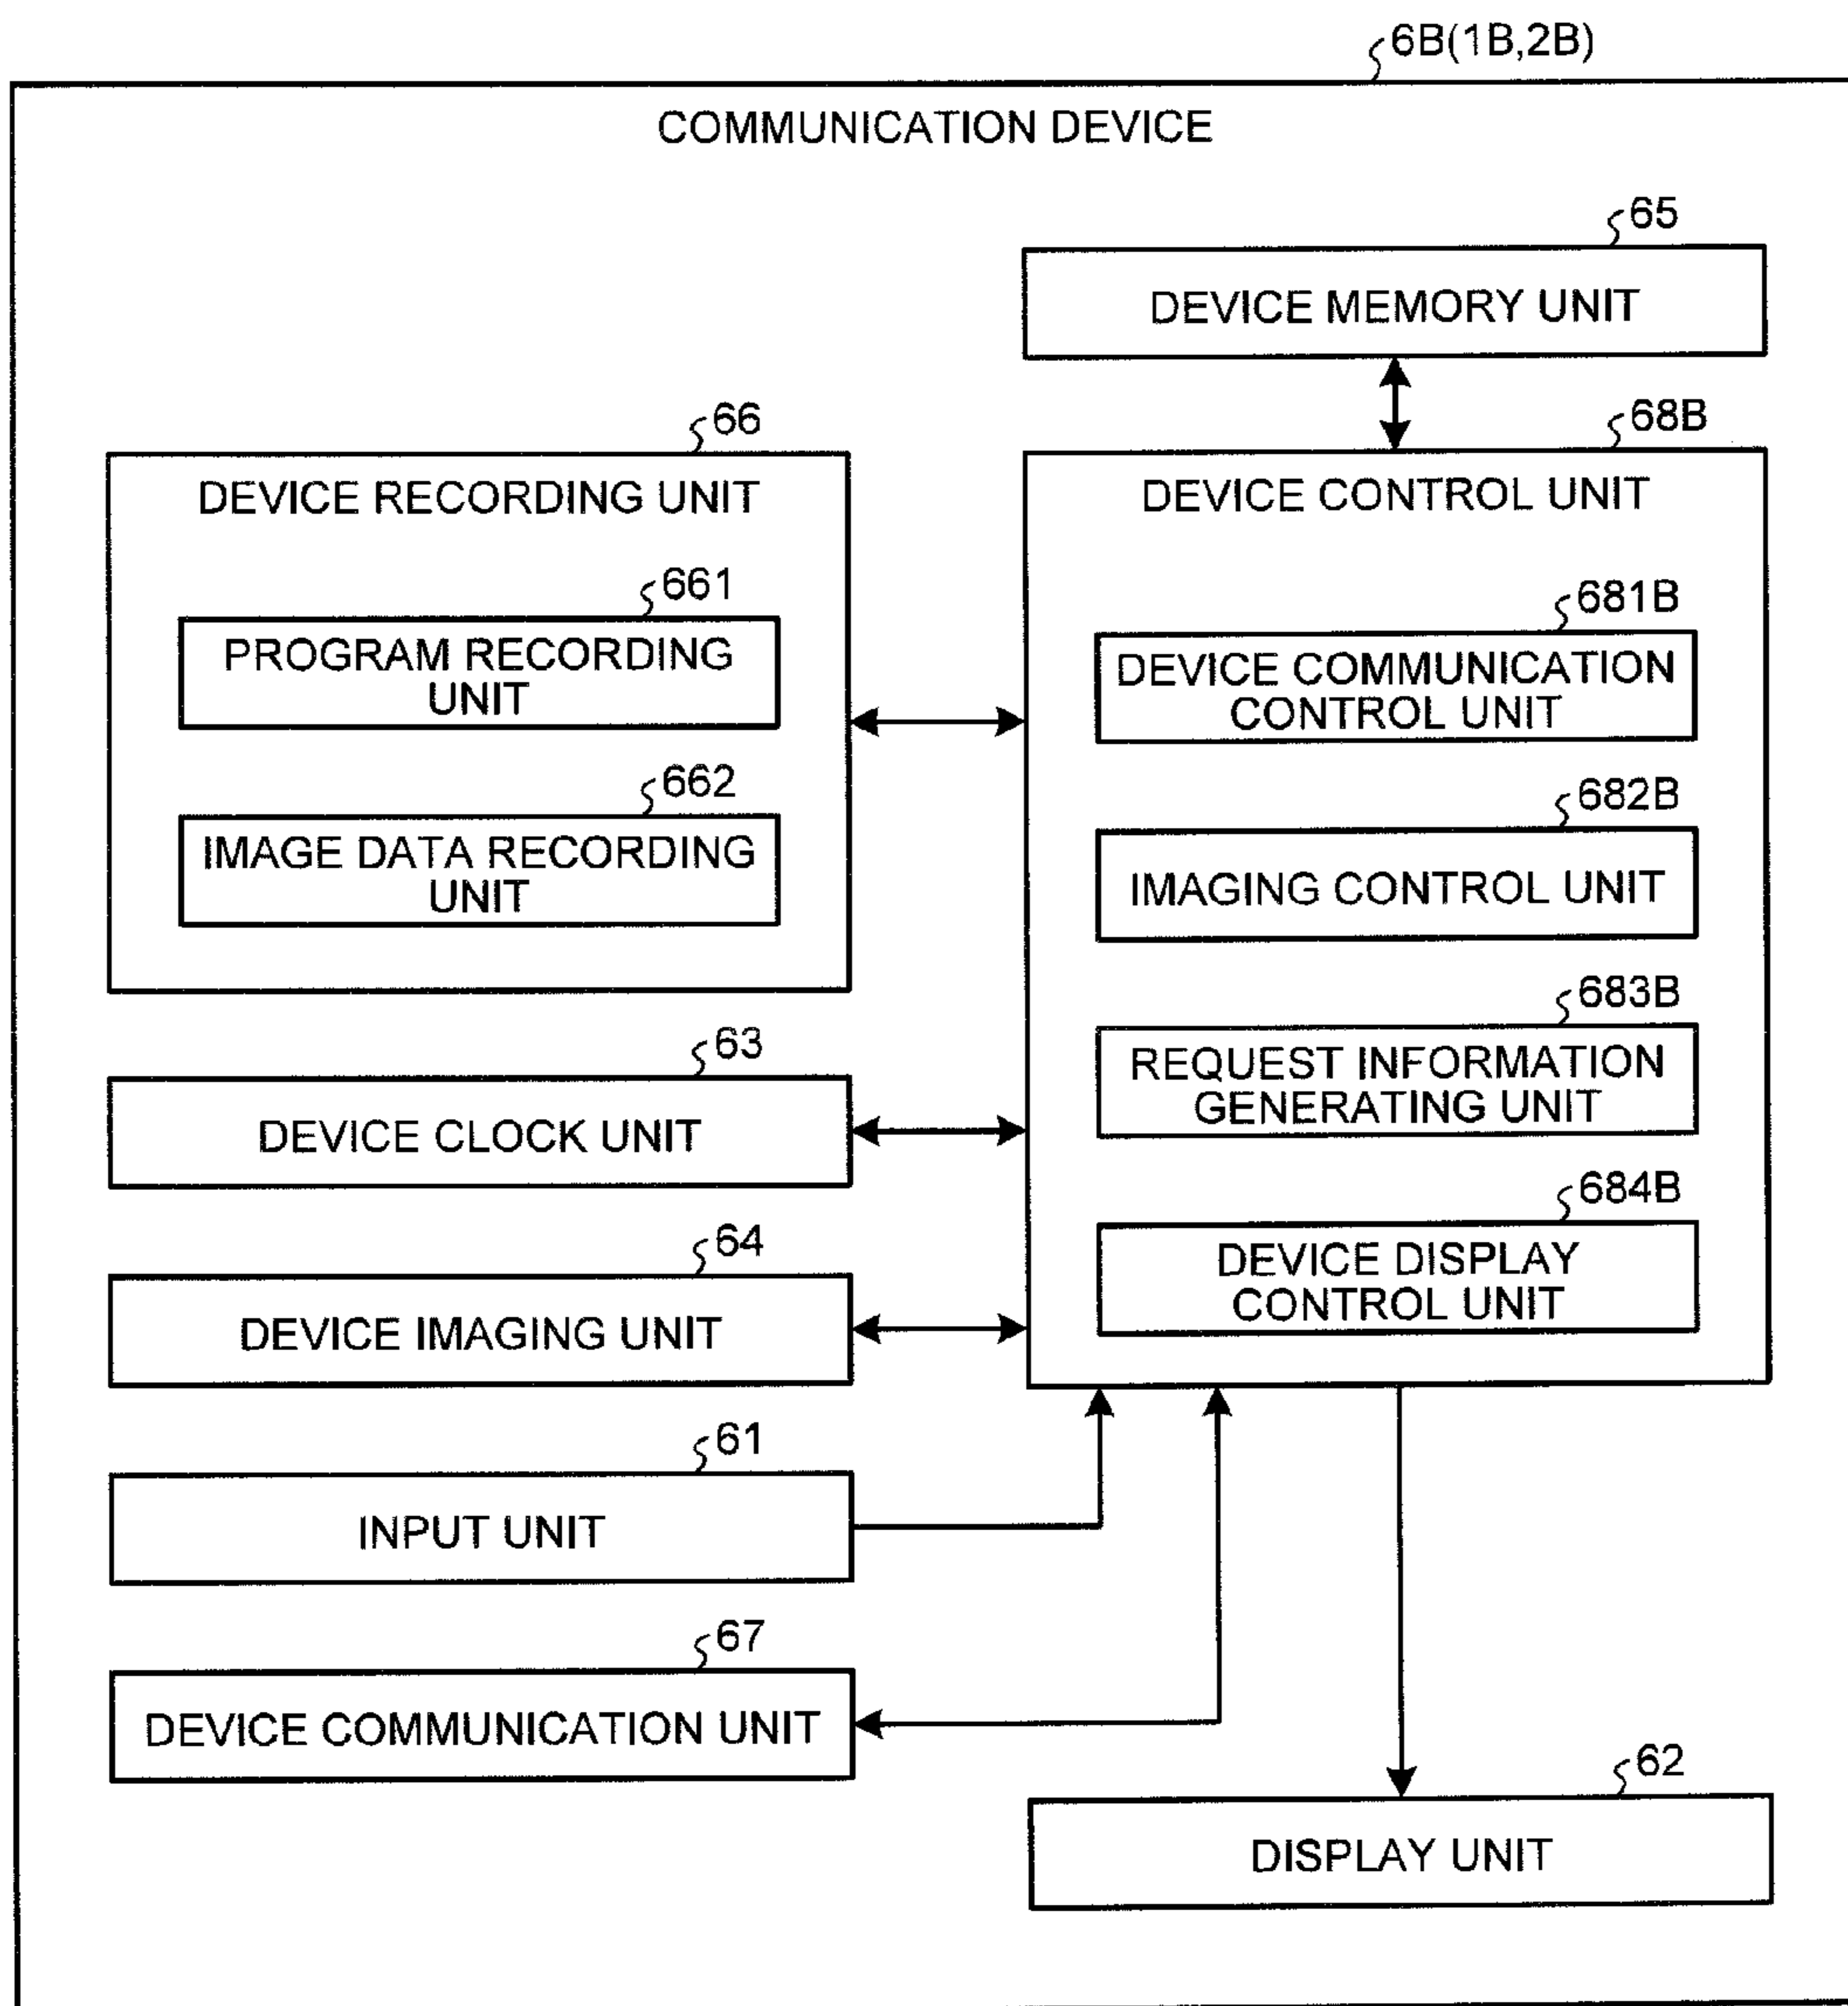 6B(1B,2B)
COMMUNICATION DEVICE
65
DEVICE MEMORY UNIT
66
DEVICE RECORDING UNIT
661
PROGRAM RECORDING
UNIT
662
IMAGE DATA RECORDING
UNIT
68B
DEVICE CONTROL UNIT
681B
DEVICE COMMUNICATION
CONTROL UNIT
682B
IMAGING CONTROL UNIT
683B
REQUEST INFORMATION
GENERATING UNIT
684B
DEVICE DISPLAY
CONTROL UNIT
63
DEVICE CLOCK UNIT
64
DEVICE IMAGING UNIT
61
INPUT UNIT
67
DEVICE COMMUNICATION UNIT
62
DISPLAY UNIT